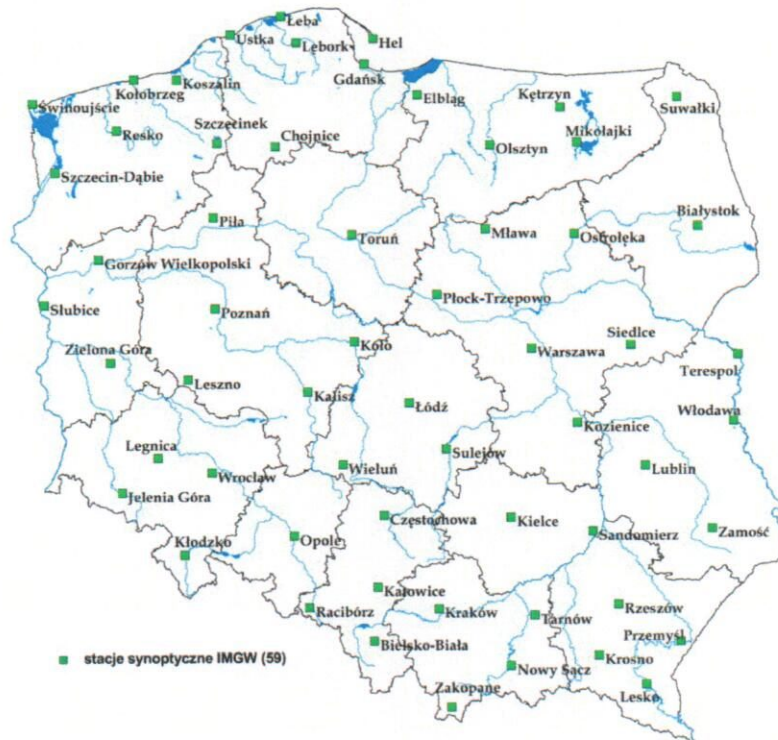 Łeba
Ustka
Lębork
Hel
Gdańsk
Koszalin
Kołobrzeg
Świnoujście
Elbląg
Kętrzyn
Suwałki
Resko
Szczecinek
Chojnice
Olsztyn
Mikołajki
Szczecin-Dąbie
Piła
Toruń
Mława
Ostrołęka
Białystok
Gorzów Wielkopolski
Płock-Trzepowo
Słubice
Poznań
Siedlce
Koło
Warszawa
Zielona Góra
Terespol
Leszno
Kalisz
Łódź
Włodawa
Kozienice
Legnica
Sulejów
Wrocław
Wieluń
Lublin
Jelenia Góra
Częstochowa
Kielce
Zamość
Kłodzko
Opole
Sandomierz
Katowice
Racibórz
Kraków
Tarnów
Rzeszów
Przemyśl
Bielsko-Biała
Krosno
stacje synoptyczne IMGW (59)
Nowy Sącz
Zakopane
Lesko